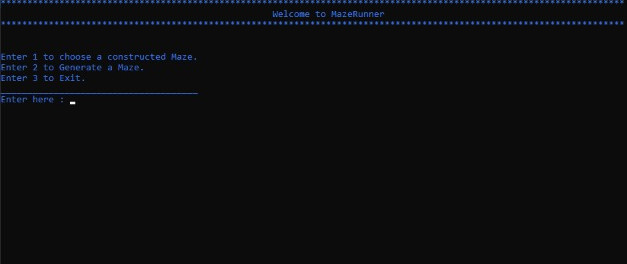 Welcome to MazeRunner
Enter 1 to choose a constructed Maze.
Enter 2 to Generate a Maze.
Enter 3 to Exit.
Enter here :